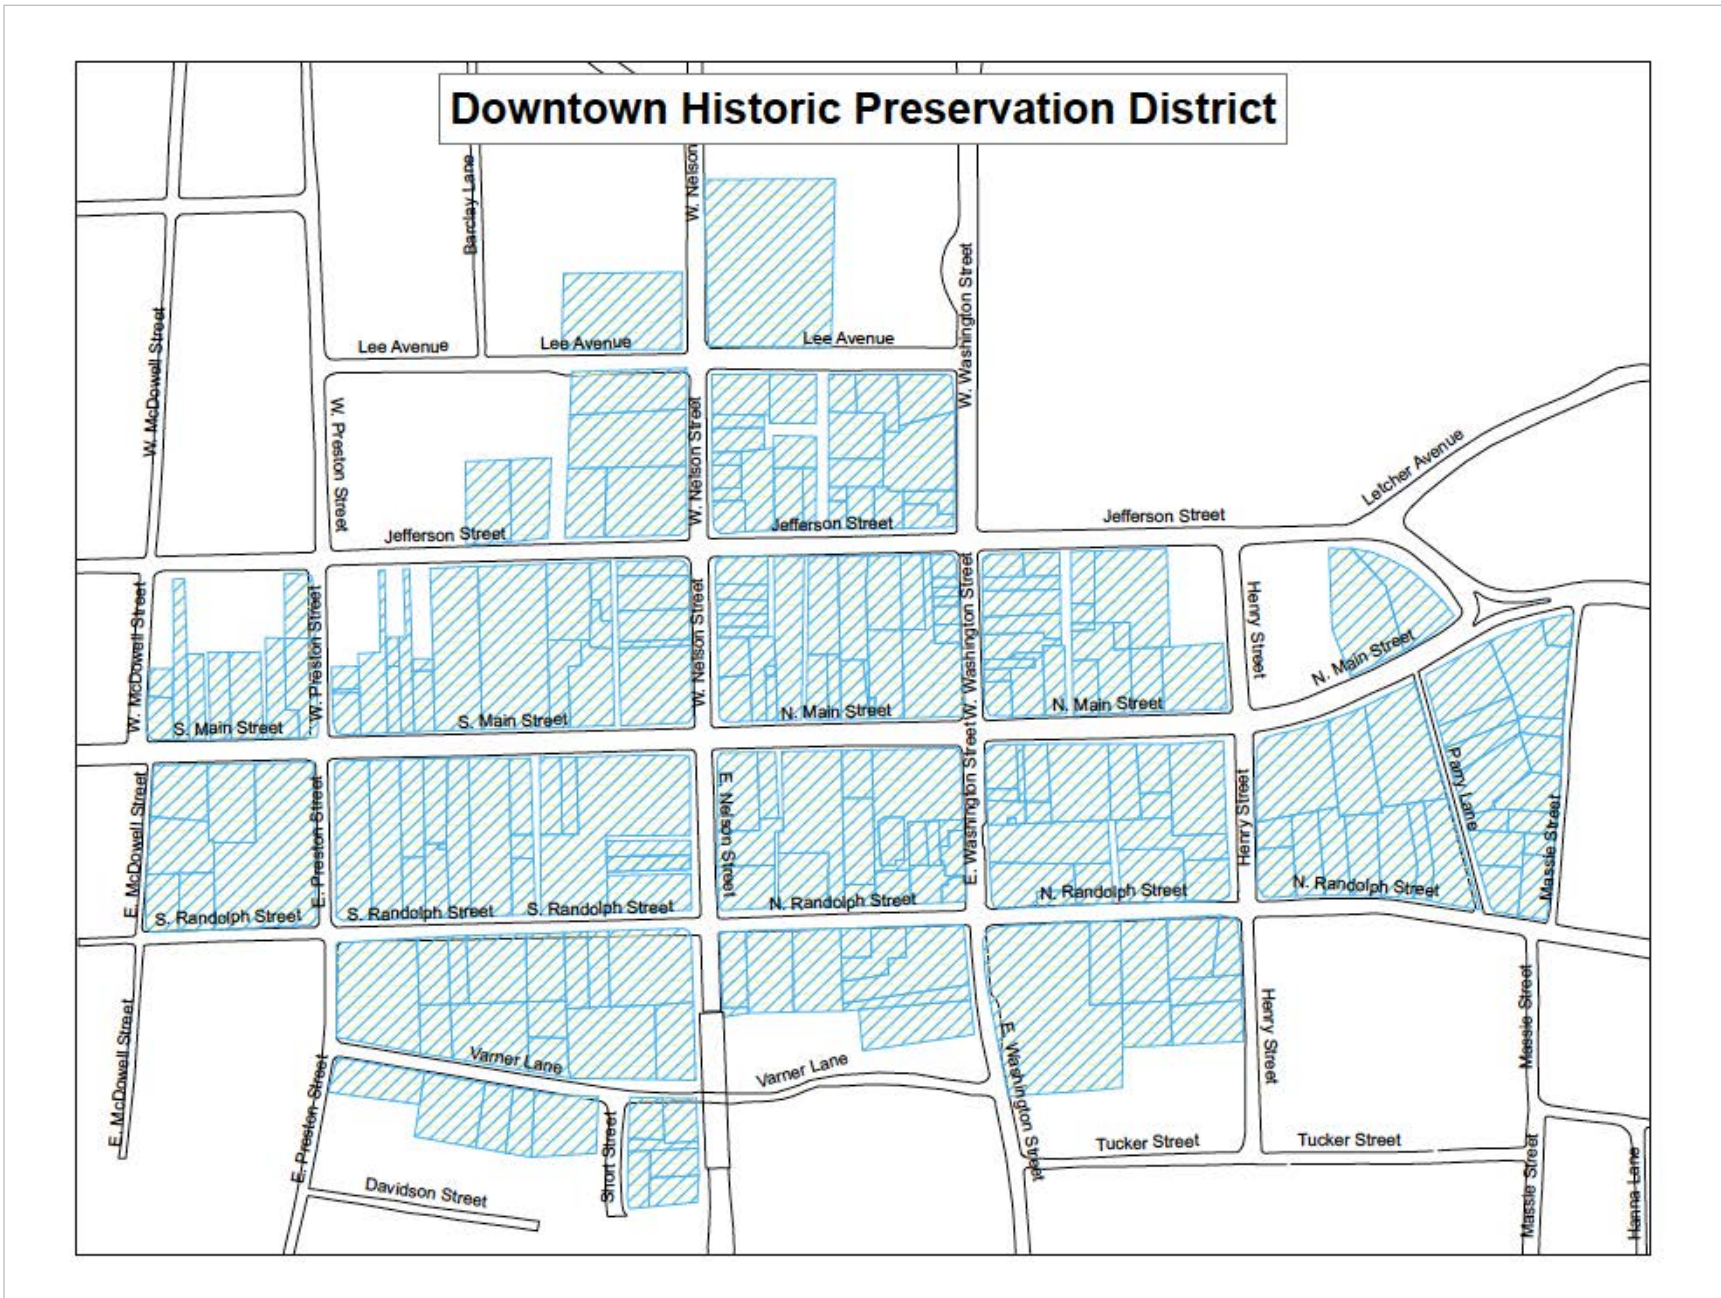 Downtown Historic Preservation District
Barclay Lane
W. Nelson
W. Washington Street
W. McDowell Street
Lee Avenue
Lee Avenue
Lee Avenue
W. Preston Street
W. Nelson Street
Letcher Avenue
Jefferson Street
Jefferson Street
Jefferson Street
W. McDowell Street
W. Preston Street
W. Nelson Street
W. Washington Street
Henry Street
N. Main Street
S. Main Street
S. Main Street
N. Main Street
N. Main Street
E. McDowell Street
E. Preston Street
E. Nelson Street
E. Washington Street
Henry Street
Parry Lane
Massie Street
S. Randolph Street
S. Randolph Street
S. Randolph Street
N. Randolph Street
N. Randolph Street
N. Randolph Street
E. McDowell Street
E. Preston Street
Varner Lane
Varner Lane
E. Washington Street
Henry Street
Massie Street
Short Street
Davidson Street
Tucker Street
Tucker Street
Massie Street
Hanna Lane